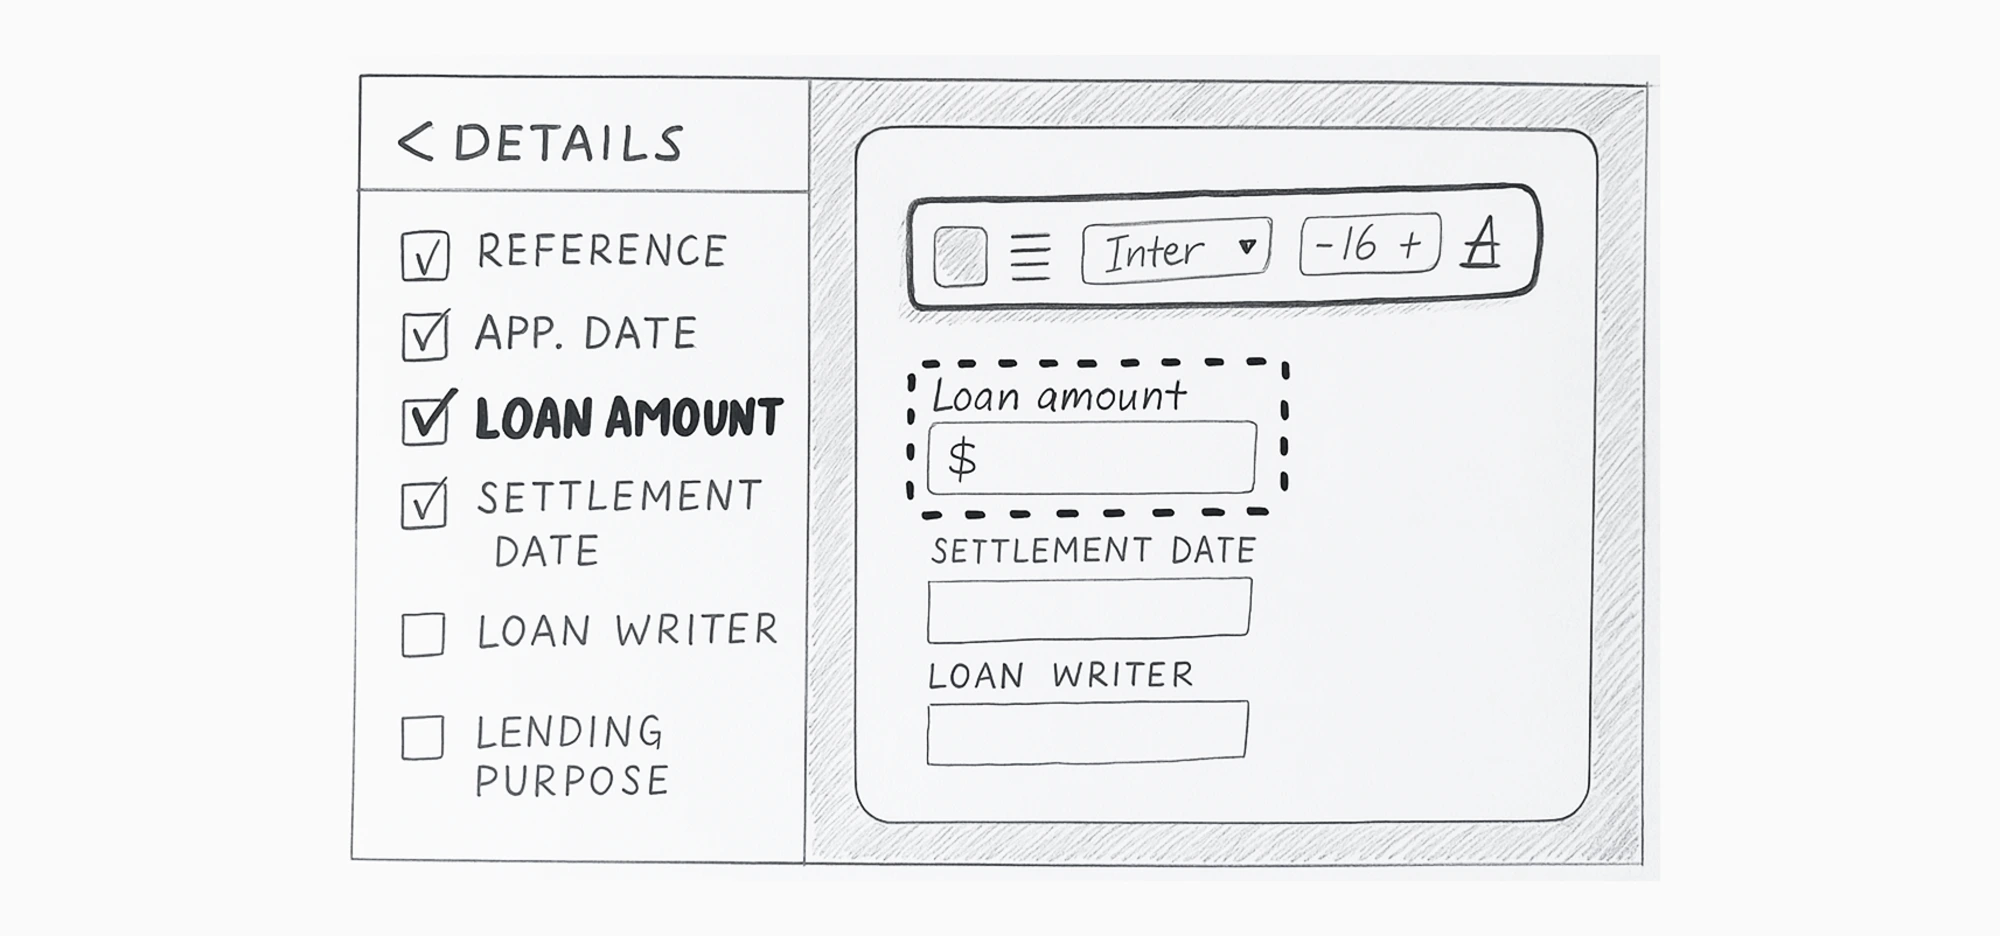 < DETAILS
REFERENCE
APP. DATE
LOAN AMOUNT
SETTLEMENT
DATE
LOAN WRITER
LENDING
PURPOSE
Inter
-16 +
A
Loan amount
$
SETTLEMENT DATE
LOAN WRITER